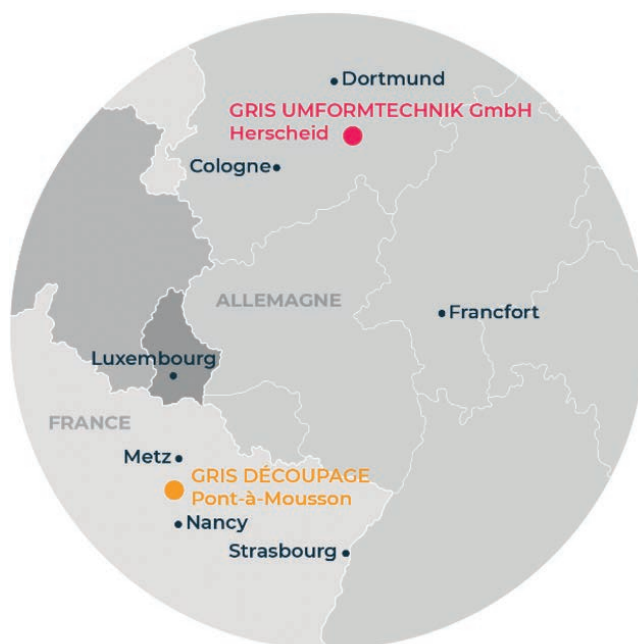 Dortmund
GRIS UMFORMTECHNIK GmbH
Herscheid
Cologne
ALLEMAGNE
Francfort
Luxembourg
FRANCE
Metz
GRIS DÉCOUPAGE
Pont-à-Mousson
Nancy
Strasbourg